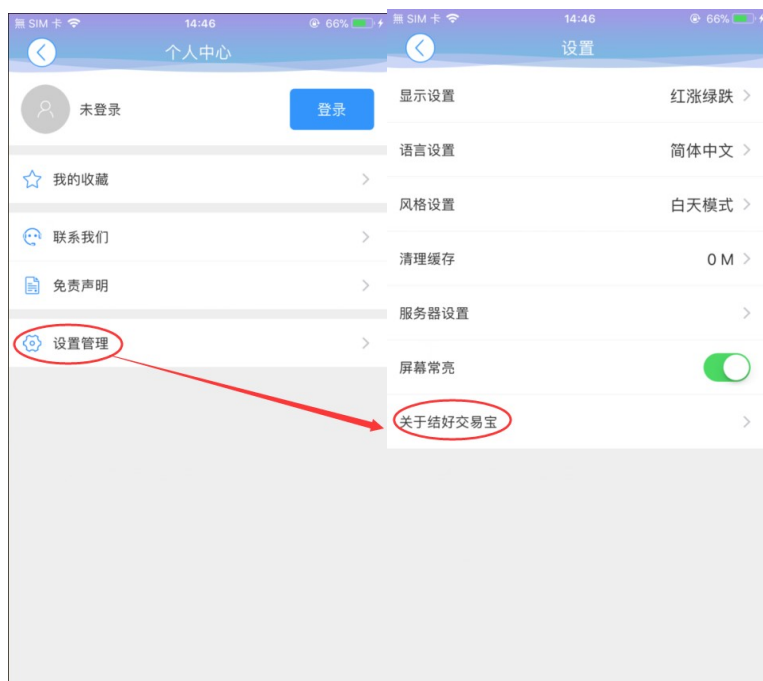 無 SIM 卡 14:46 66%
个人中心
未登录
登录
我的收藏
联系我们
免责声明
设置管理
無 SIM 卡 14:46 66%
设置
显示设置 红涨绿跌
语言设置 简体中文
风格设置 白天模式
清理缓存 0 M
服务器设置
屏幕常亮
关于结好交易宝